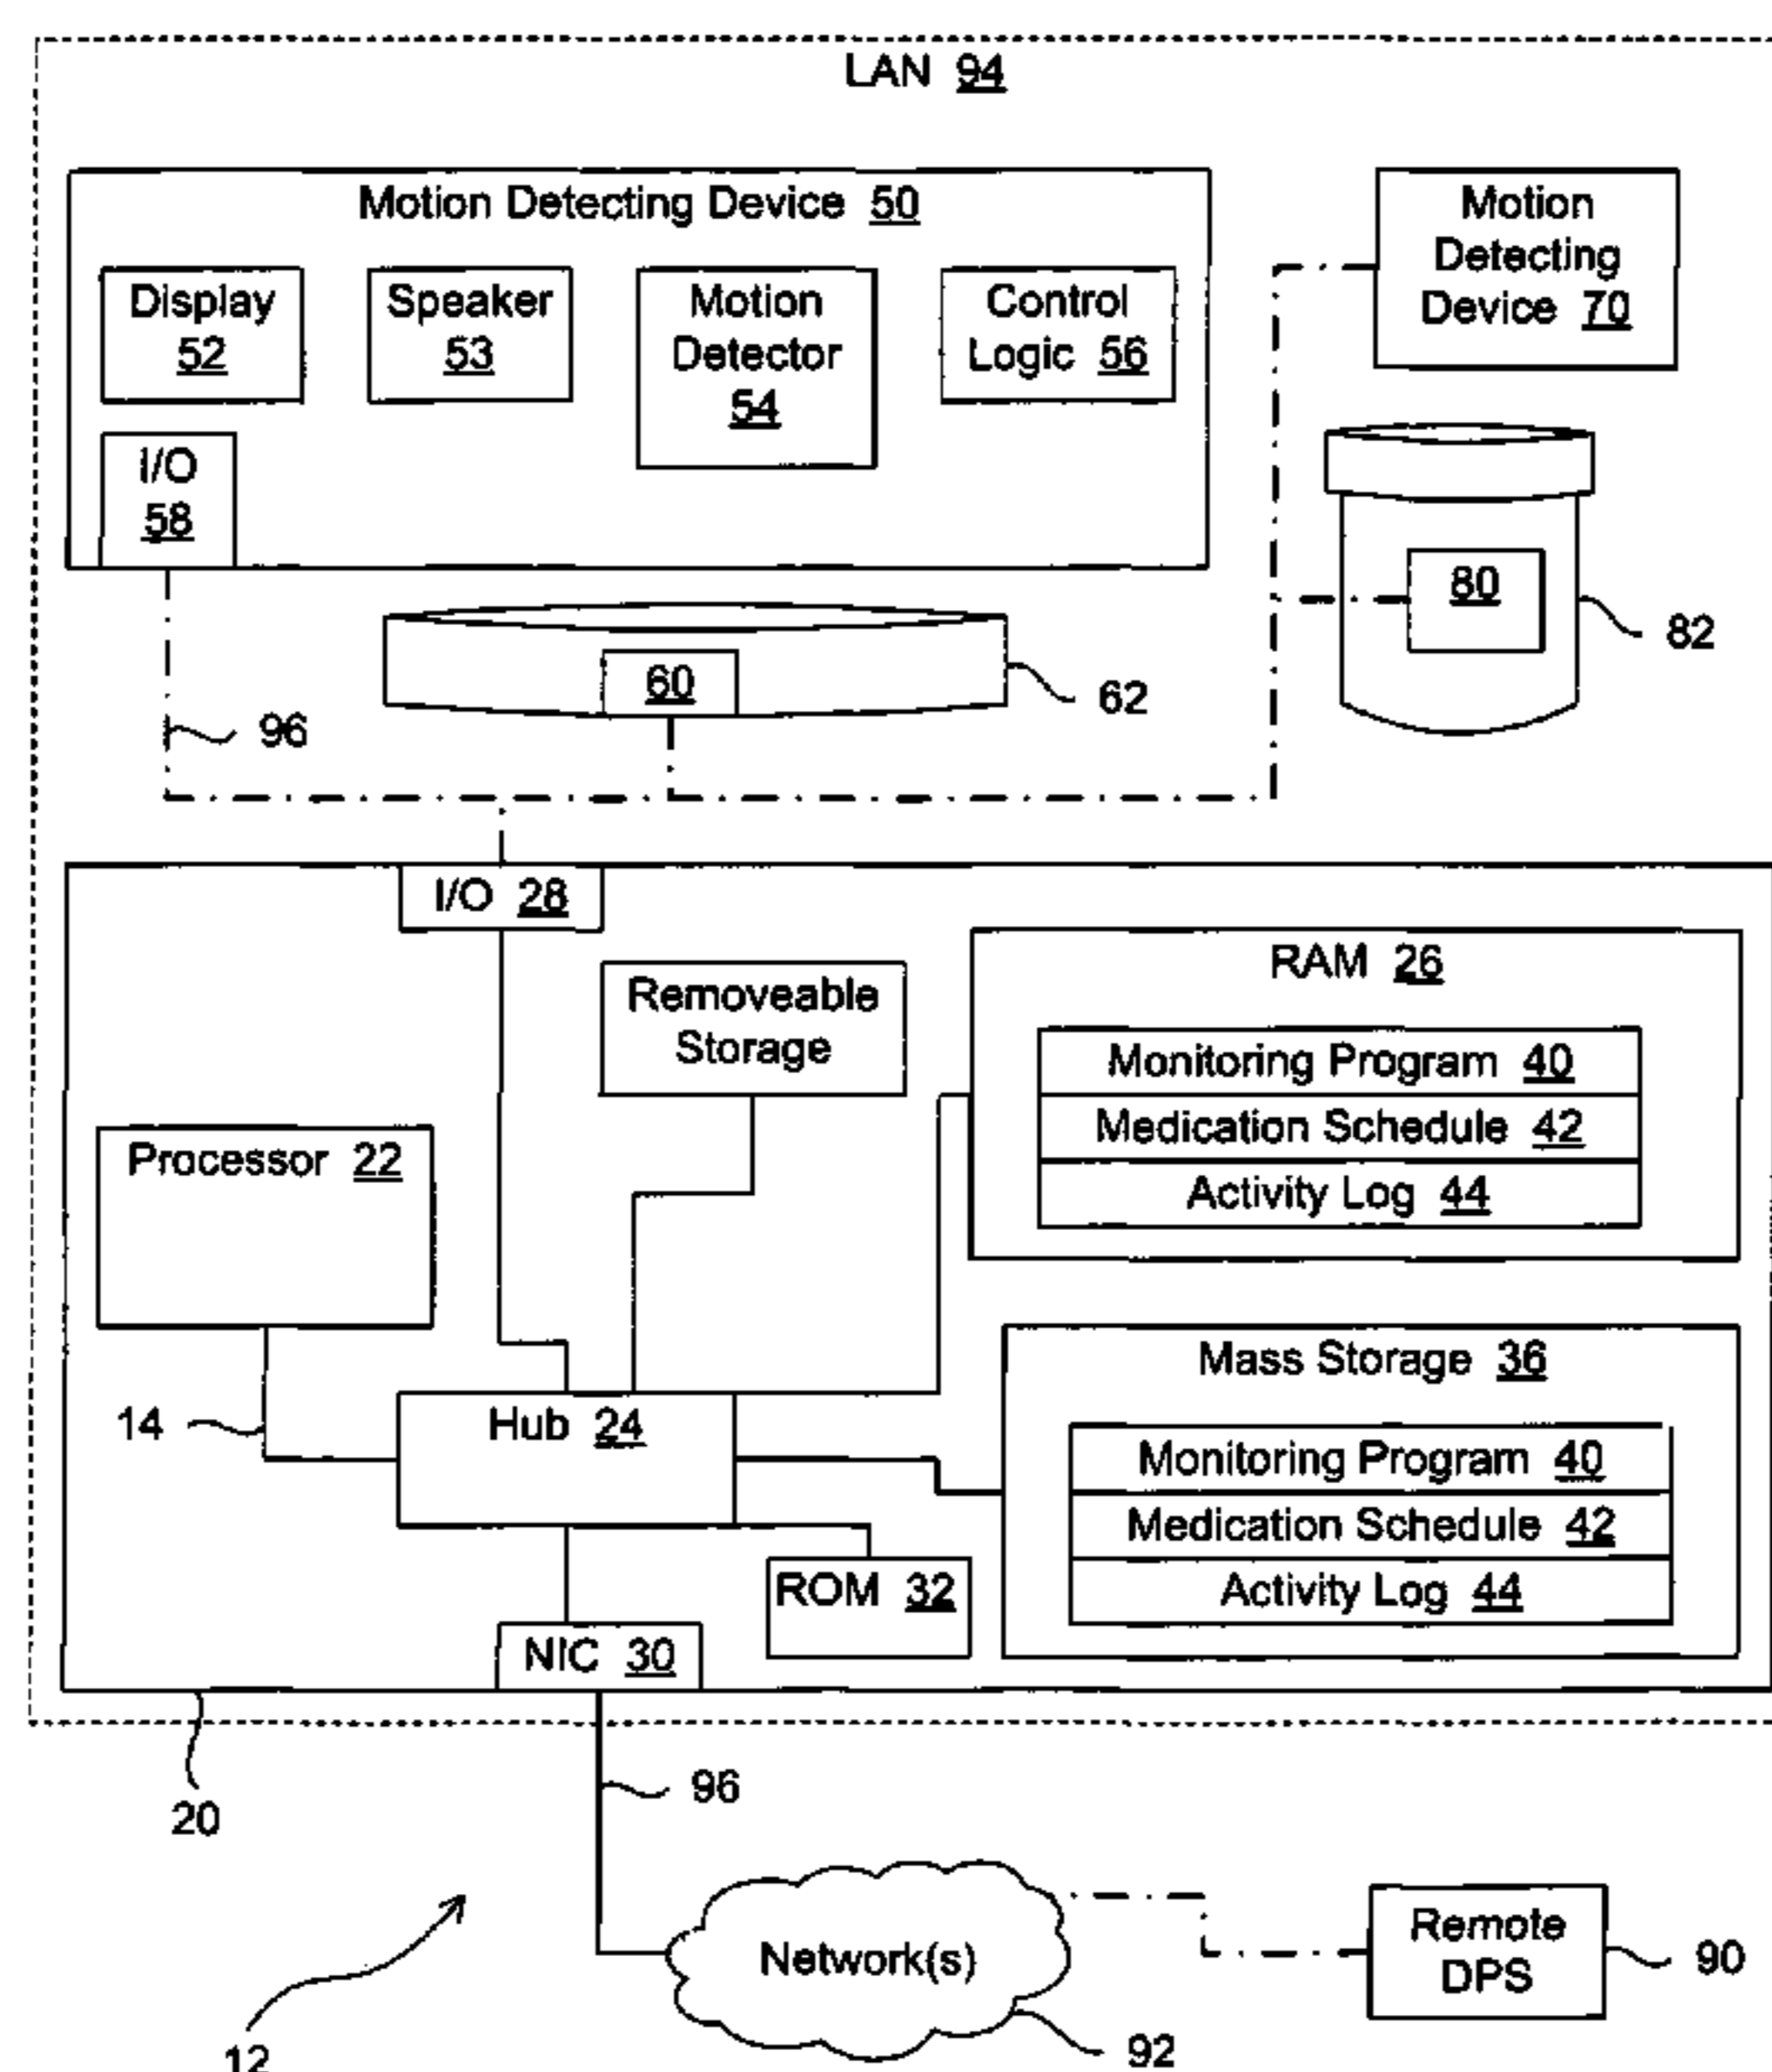 LAN 94
Motion Detecting Device 50
Display
52
Speaker
53
Motion
Detector
54
Control
Logic 56
I/O
58
Motion
Detecting
Device 70
80
82
60
62
96
I/O 28
Removeable
Storage
RAM 26
Monitoring Program 40
Medication Schedule 42
Activity Log 44
Processor 22
14
Hub 24
Mass Storage 36
Monitoring Program 40
Medication Schedule 42
Activity Log 44
ROM 32
NIC 30
20
96
Network(s)
92
Remote
DPS
90
12